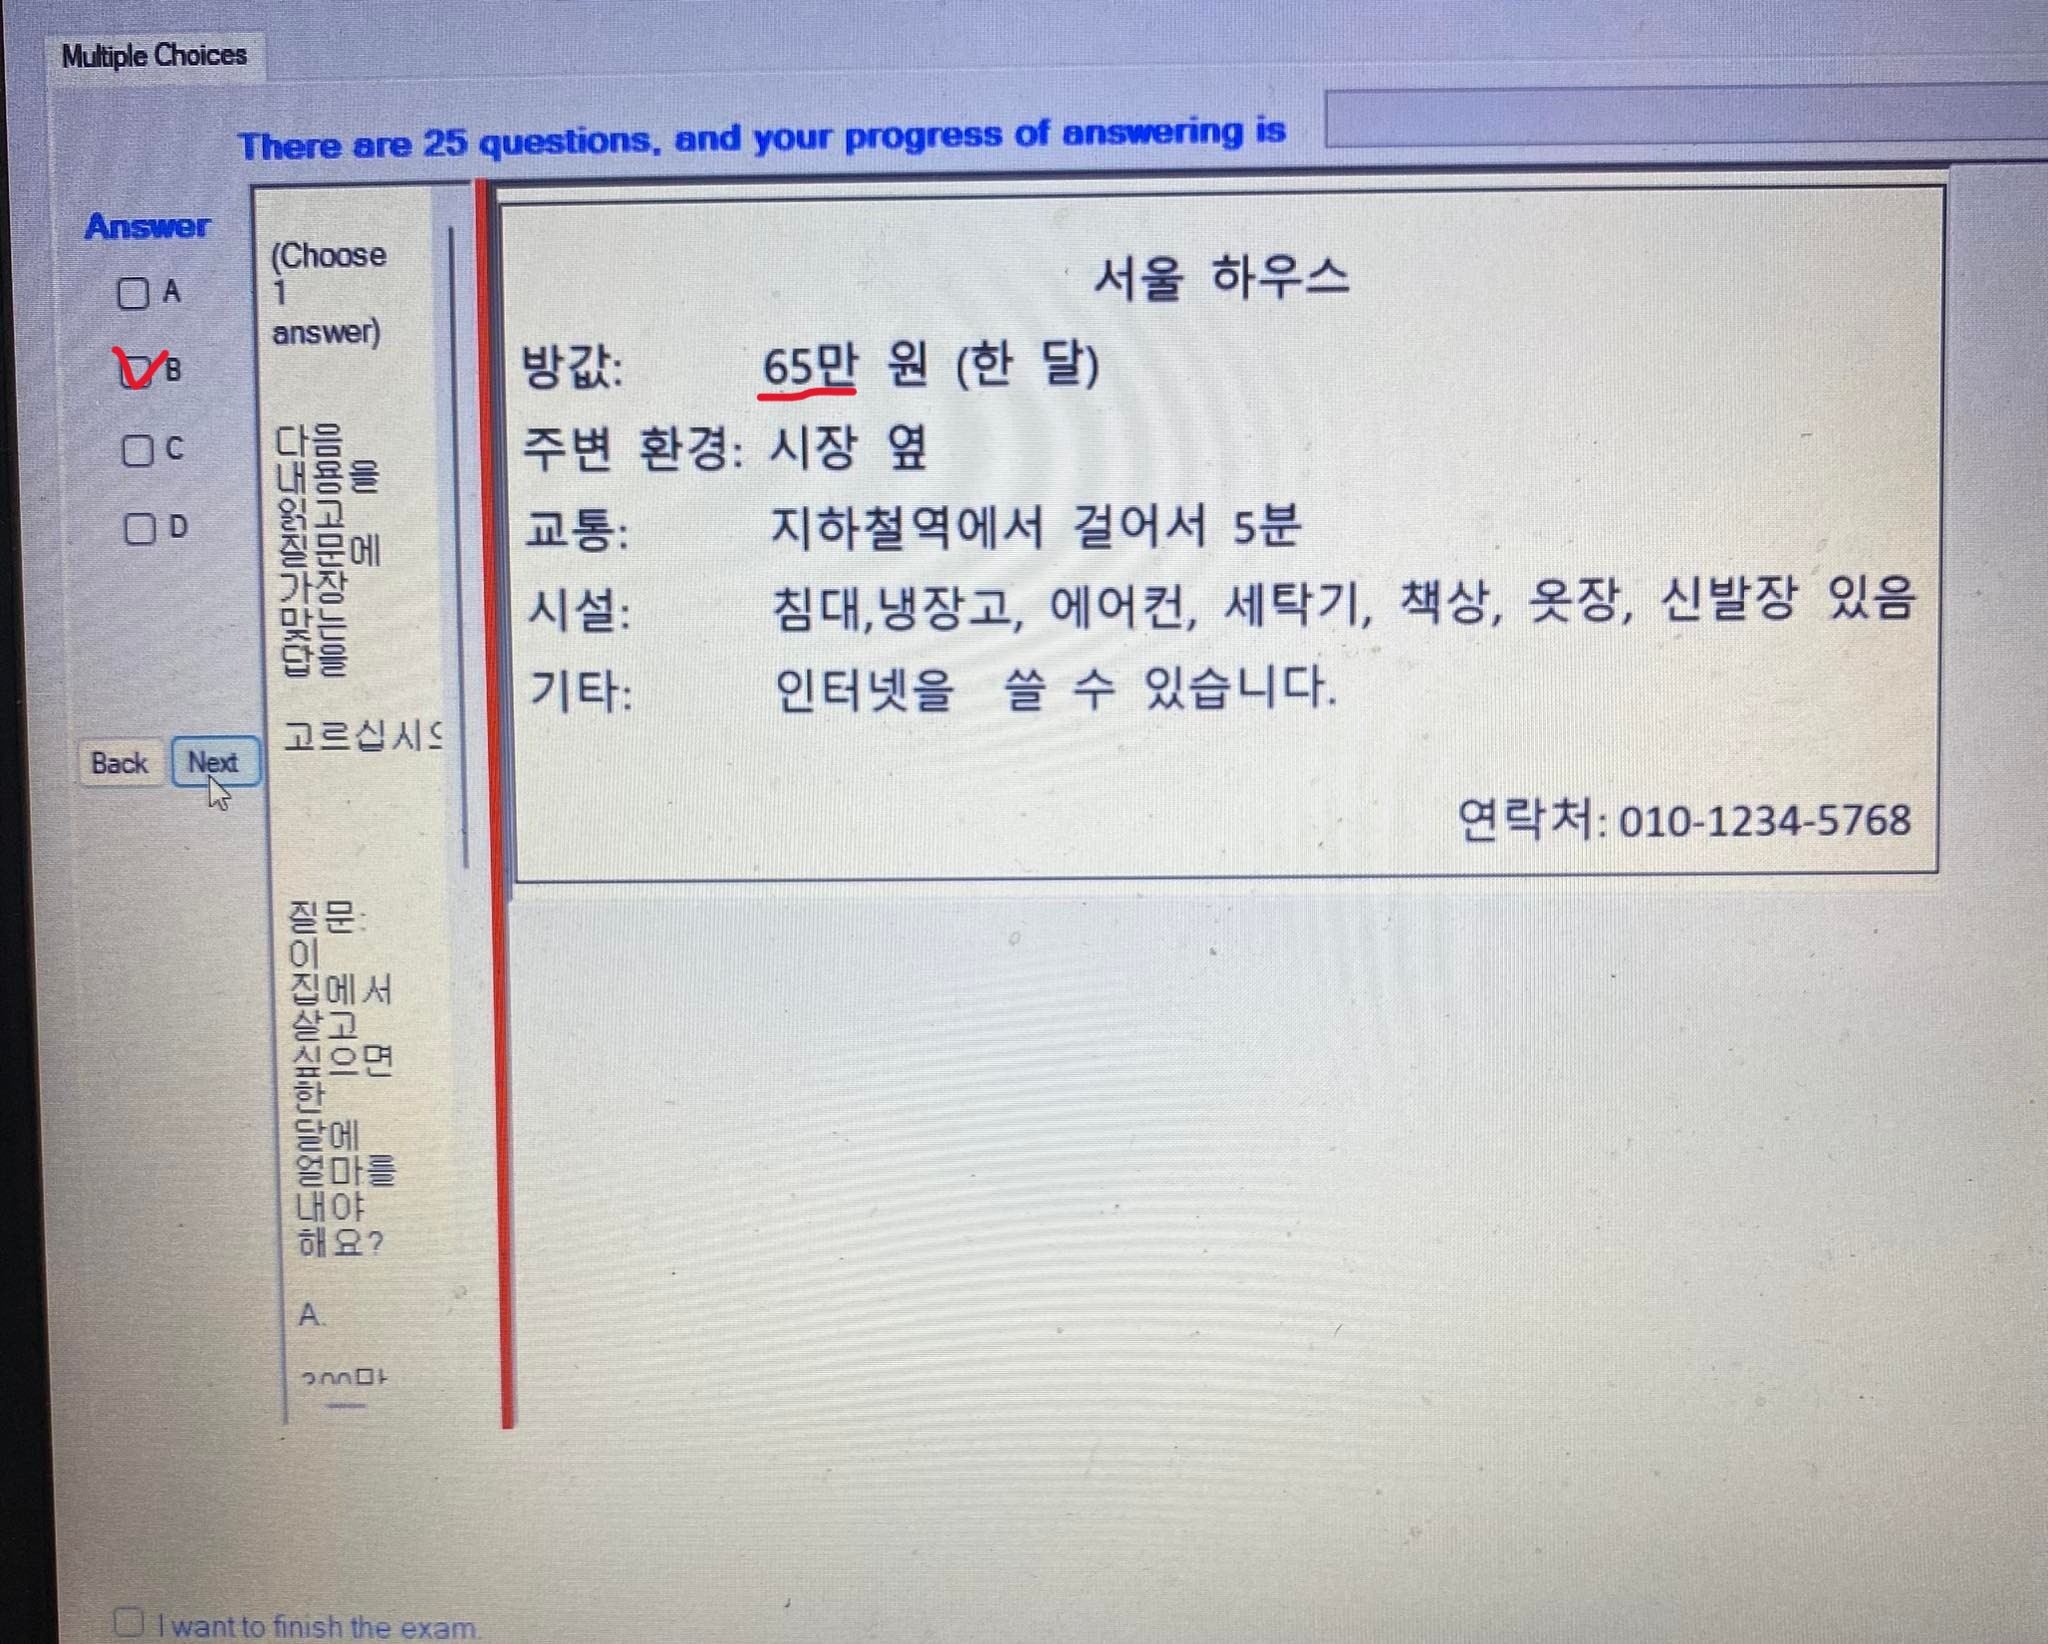 Multiple Choices
There are 25 questions, and your progress of answering is
Answer
A
B
C
D
Back
Next
(Choose
1
answer)
다음
내용을
읽고
질문에
가장
맞는
답을
고르십시
질문:
이
집에서
살고
싶으면
한
달에
얼마를
내야
해요?
A.
서울 하우스
방값: 65만 원 (한 달)
주변 환경: 시장 옆
교통: 지하철역에서 걸어서 5분
시설: 침대,냉장고, 에어컨, 세탁기, 책상, 옷장, 신발장 있음
기타: 인터넷을 쓸 수 있습니다.
연락처: 010-1234-5768
I want to finish the exam.